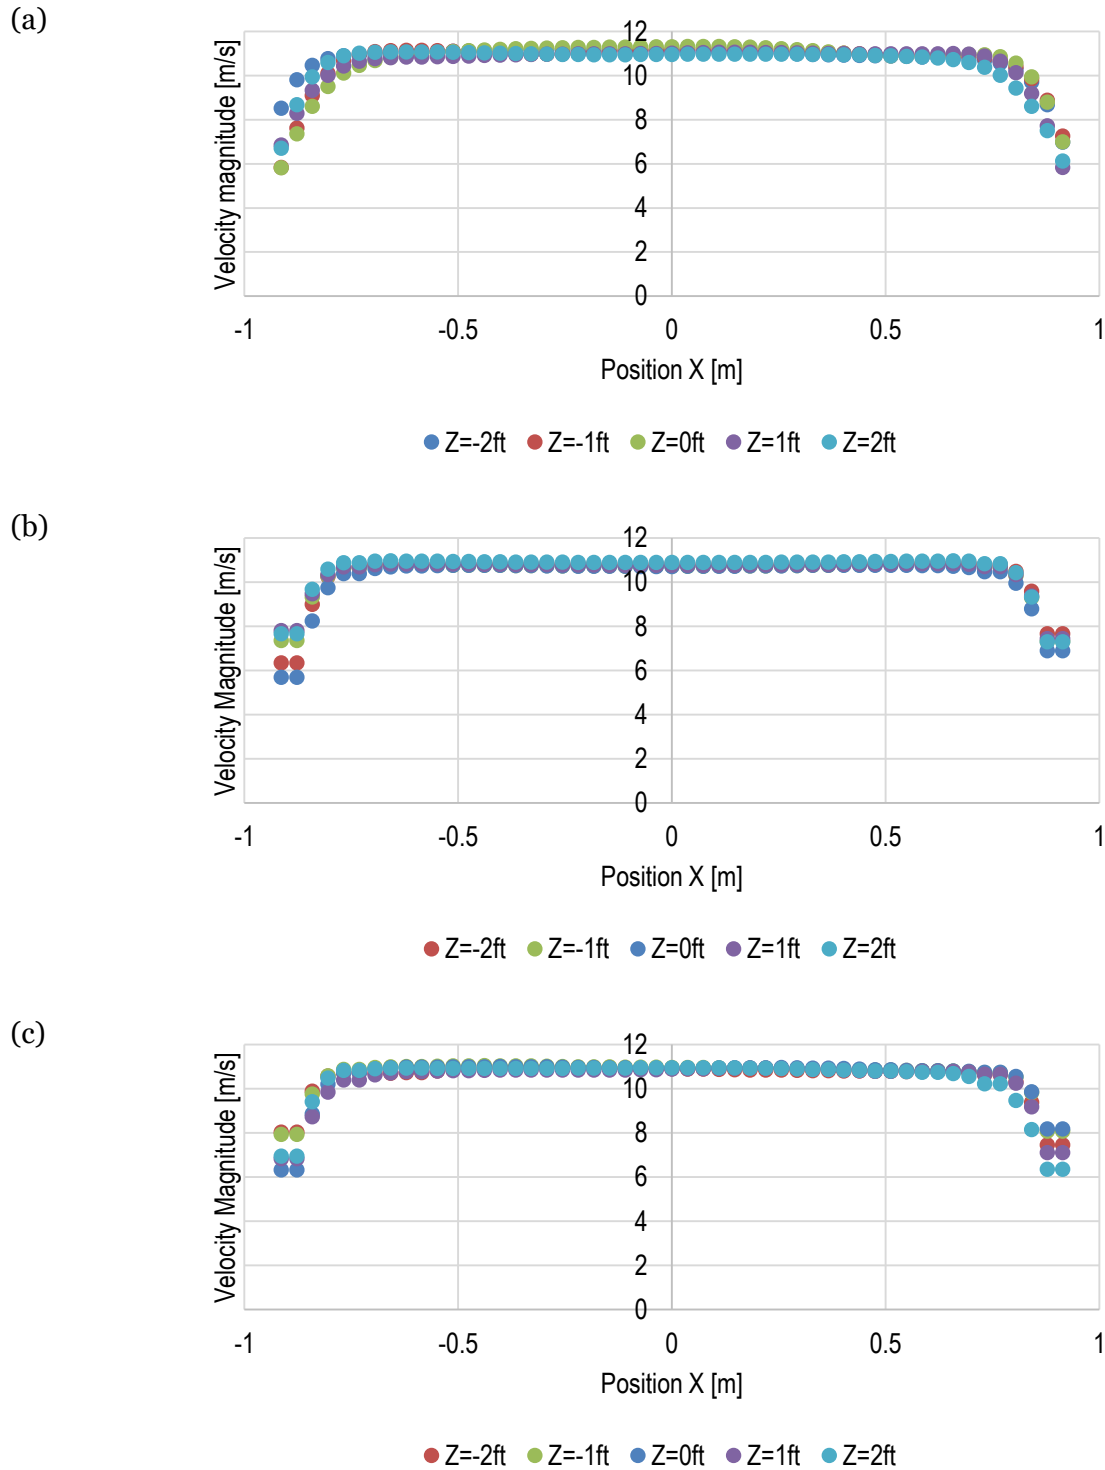 (a)
Velocity magnitude [m/s]
12
10
8
6
4
2
0
-1 -0.5 0 0.5 1
Position X [m]
Z=-2ft Z=-1ft Z=0ft Z=1ft Z=2ft
(b)
Velocity Magnitude [m/s]
12
10
8
6
4
2
0
-1 -0.5 0 0.5 1
Position X [m]
Z=-2ft Z=-1ft Z=0ft Z=1ft Z=2ft
(c)
Velocity Magnitude [m/s]
12
10
8
6
4
2
0
-1 -0.5 0 0.5 1
Position X [m]
Z=-2ft Z=-1ft Z=0ft Z=1ft Z=2ft